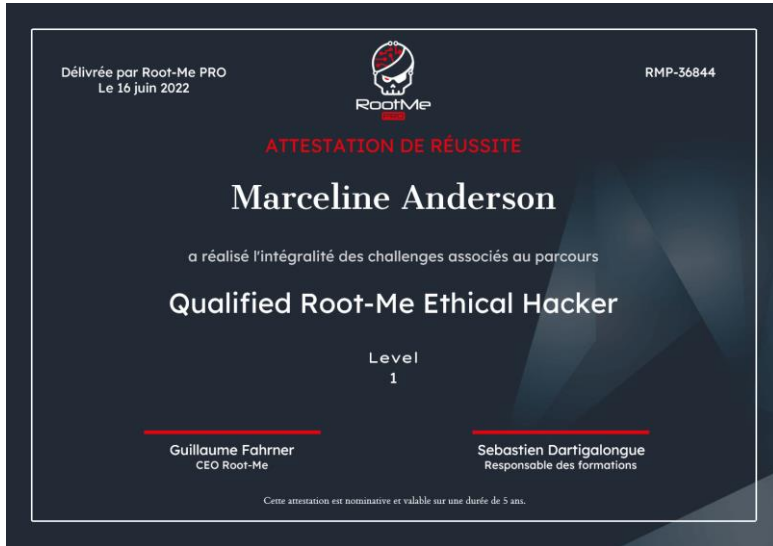 Délivrée par Root-Me PRO
Le 16 juin 2022
RMP-36844
RootMe
PRO
ATTESTATION DE RÉUSSITE
Marceline Anderson
a réalisé l'intégralité des challenges associés au parcours
Qualified Root-Me Ethical Hacker
Level
1
Guillaume Fahrner
CEO Root-Me
Sebastien Dartigalongue
Responsable des formations
Cette attestation est nominative et valable sur une durée de 5 ans.